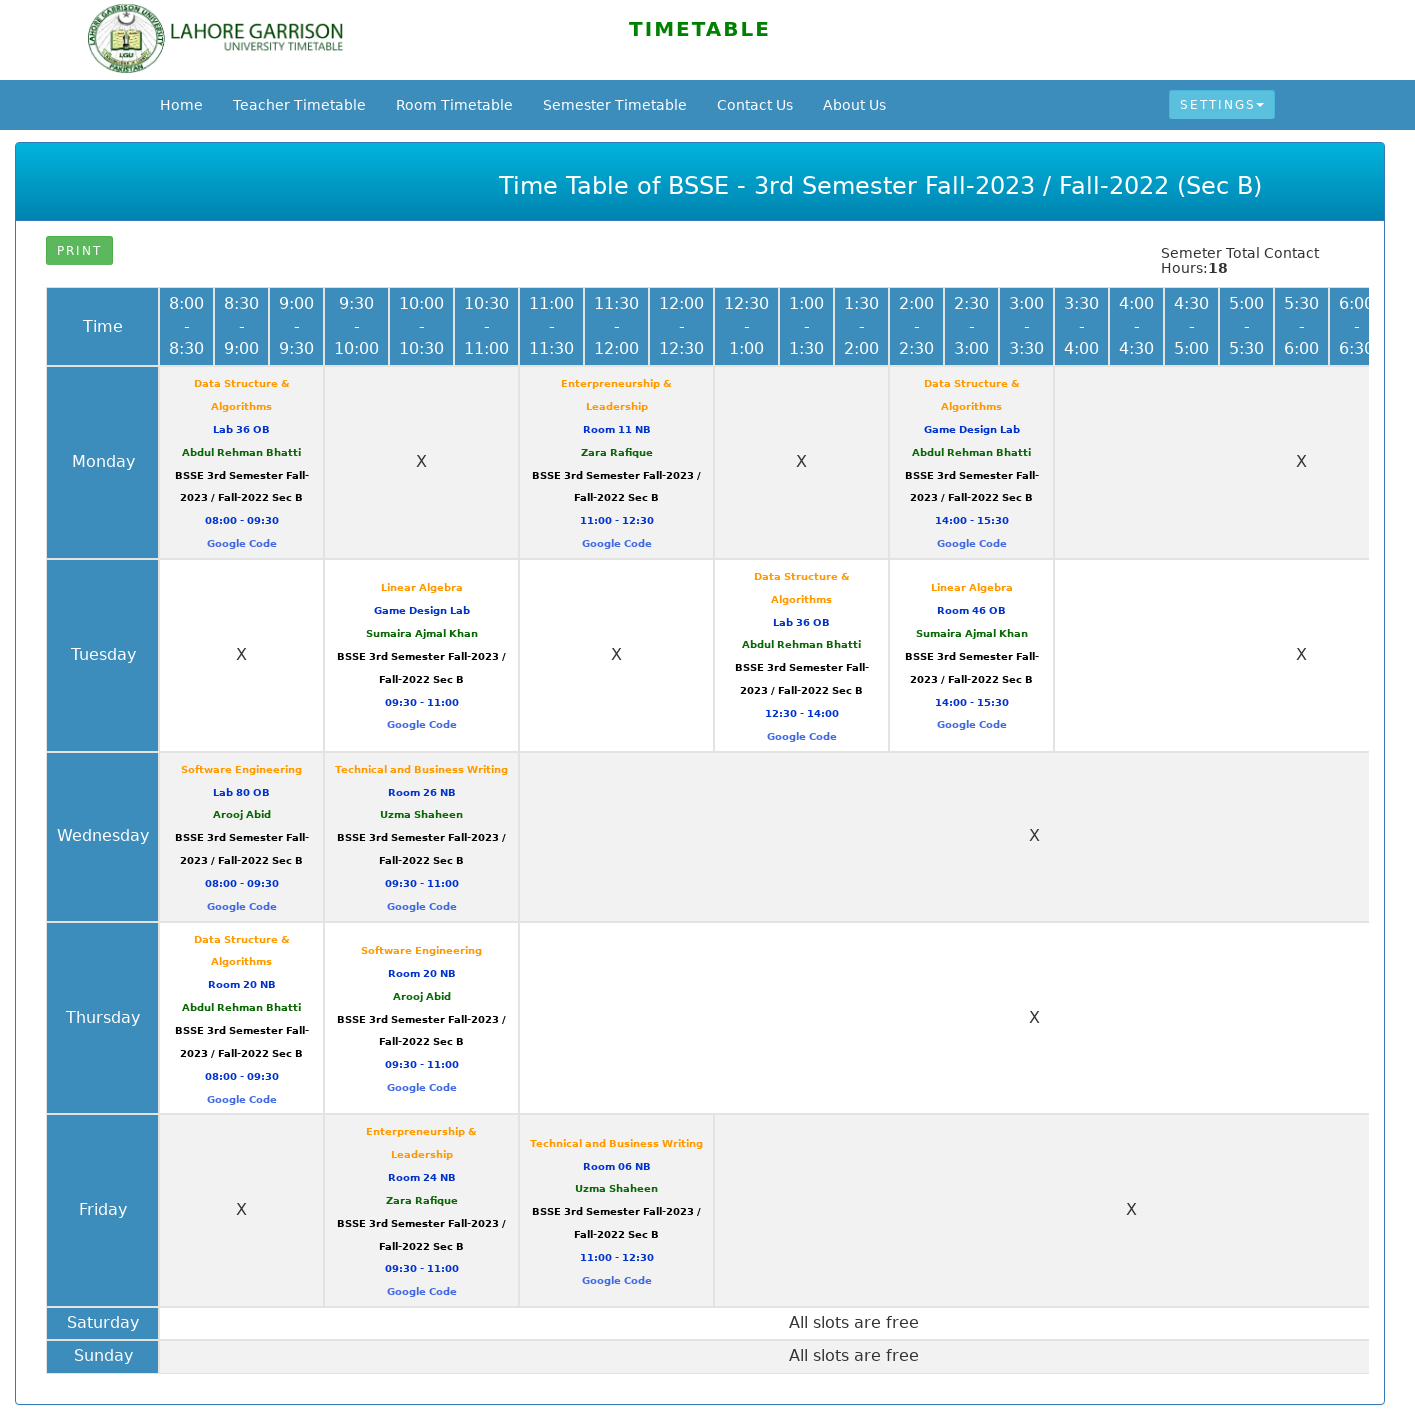 LAHORE GARRISON
UNIVERSITY TIMETABLE
LAHORE GARRISON UNIVERSITY
LGU
PAKISTAN
TIMETABLE
Home Teacher Timetable Room Timetable Semester Timetable Contact Us About Us SETTINGS
Time Table of BSSE - 3rd Semester Fall-2023 / Fall-2022 (Sec B)
PRINT
Semeter Total Contact
Hours:18
Time
8:00 - 8:30
8:30 - 9:00
9:00 - 9:30
9:30 - 10:00
10:00 - 10:30
10:30 - 11:00
11:00 - 11:30
11:30 - 12:00
12:00 - 12:30
12:30 - 1:00
1:00 - 1:30
1:30 - 2:00
2:00 - 2:30
2:30 - 3:00
3:00 - 3:30
3:30 - 4:00
4:00 - 4:30
4:30 - 5:00
5:00 - 5:30
5:30 - 6:00
6:00 - 6:30
Monday
Data Structure &
Algorithms
Lab 36 OB
Abdul Rehman Bhatti
BSSE 3rd Semester Fall-
2023 / Fall-2022 Sec B
08:00 - 09:30
Google Code
X
Enterpreneurship &
Leadership
Room 11 NB
Zara Rafique
BSSE 3rd Semester Fall-2023 /
Fall-2022 Sec B
11:00 - 12:30
Google Code
X
Data Structure &
Algorithms
Game Design Lab
Abdul Rehman Bhatti
BSSE 3rd Semester Fall-
2023 / Fall-2022 Sec B
14:00 - 15:30
Google Code
X
Tuesday
X
Linear Algebra
Game Design Lab
Sumaira Ajmal Khan
BSSE 3rd Semester Fall-2023 /
Fall-2022 Sec B
09:30 - 11:00
Google Code
X
Data Structure &
Algorithms
Lab 36 OB
Abdul Rehman Bhatti
BSSE 3rd Semester Fall-
2023 / Fall-2022 Sec B
12:30 - 14:00
Google Code
Linear Algebra
Room 46 OB
Sumaira Ajmal Khan
BSSE 3rd Semester Fall-
2023 / Fall-2022 Sec B
14:00 - 15:30
Google Code
X
Wednesday
Software Engineering
Lab 80 OB
Arooj Abid
BSSE 3rd Semester Fall-
2023 / Fall-2022 Sec B
08:00 - 09:30
Google Code
Technical and Business Writing
Room 26 NB
Uzma Shaheen
BSSE 3rd Semester Fall-2023 /
Fall-2022 Sec B
09:30 - 11:00
Google Code
X
Thursday
Data Structure &
Algorithms
Room 20 NB
Abdul Rehman Bhatti
BSSE 3rd Semester Fall-
2023 / Fall-2022 Sec B
08:00 - 09:30
Google Code
Software Engineering
Room 20 NB
Arooj Abid
BSSE 3rd Semester Fall-2023 /
Fall-2022 Sec B
09:30 - 11:00
Google Code
X
Friday
X
Enterpreneurship &
Leadership
Room 24 NB
Zara Rafique
BSSE 3rd Semester Fall-2023 /
Fall-2022 Sec B
09:30 - 11:00
Google Code
Technical and Business Writing
Room 06 NB
Uzma Shaheen
BSSE 3rd Semester Fall-2023 /
Fall-2022 Sec B
11:00 - 12:30
Google Code
X
Saturday
All slots are free
Sunday
All slots are free